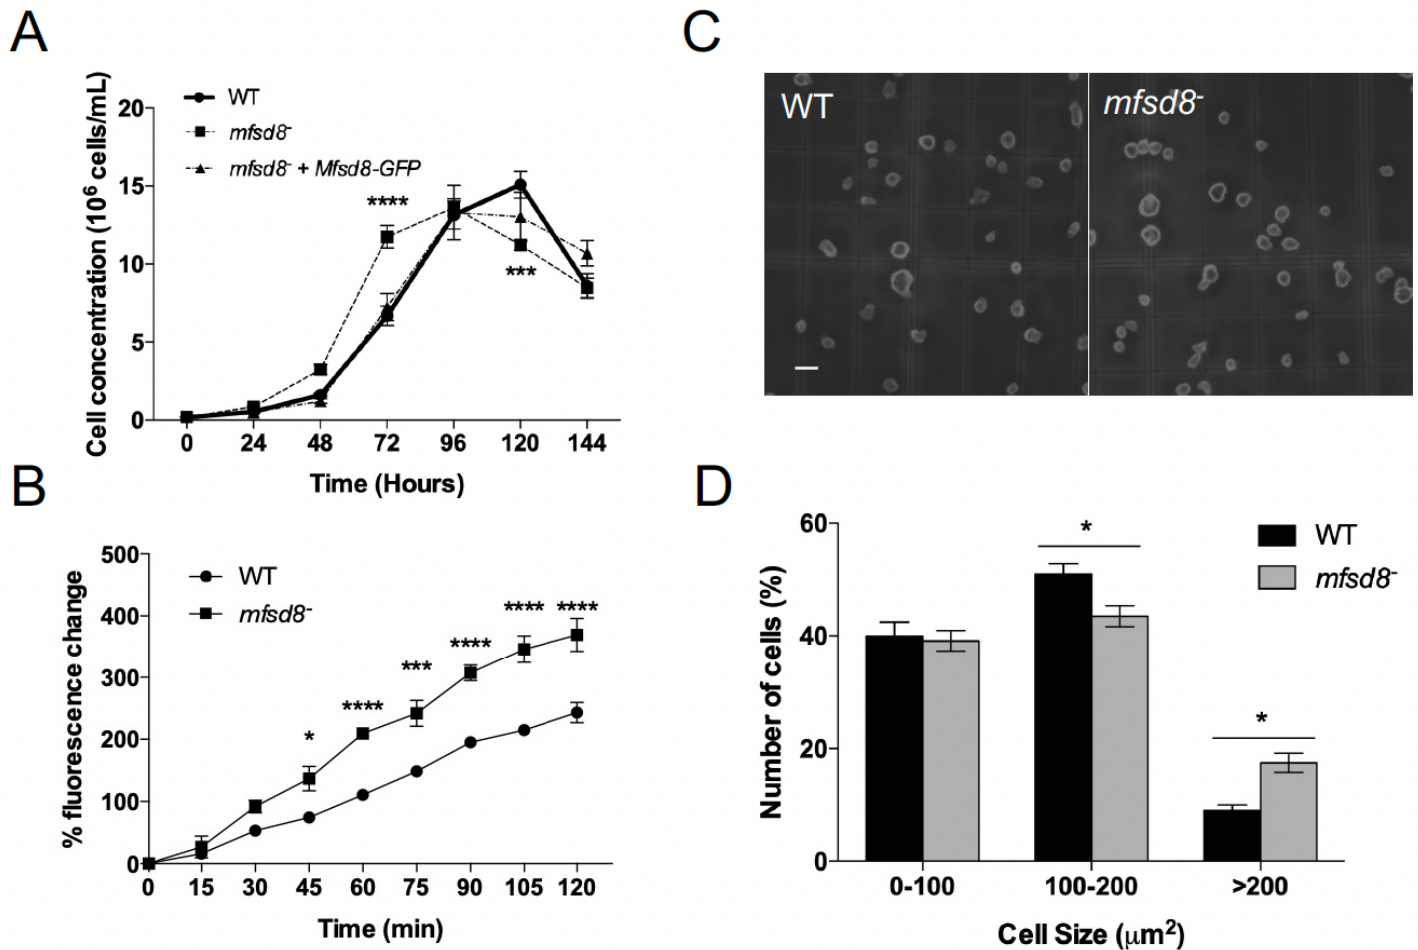 A
Cell concentration (10⁶ cells/mL)
20
15
10
5
0
WT
mfsd8⁻
mfsd8⁻ + Mfsd8-GFP
****
***
0 24 48 72 96 120 144
Time (Hours)
B
% fluorescence change
500
400
300
200
100
0
WT
mfsd8⁻
* **** *** **** **** ****
0 15 30 45 60 75 90 105 120
Time (min)
C
WT
mfsd8⁻
D
Number of cells (%)
60
40
20
0
*
*
WT
mfsd8⁻
0-100 100-200 >200
Cell Size (μm²)